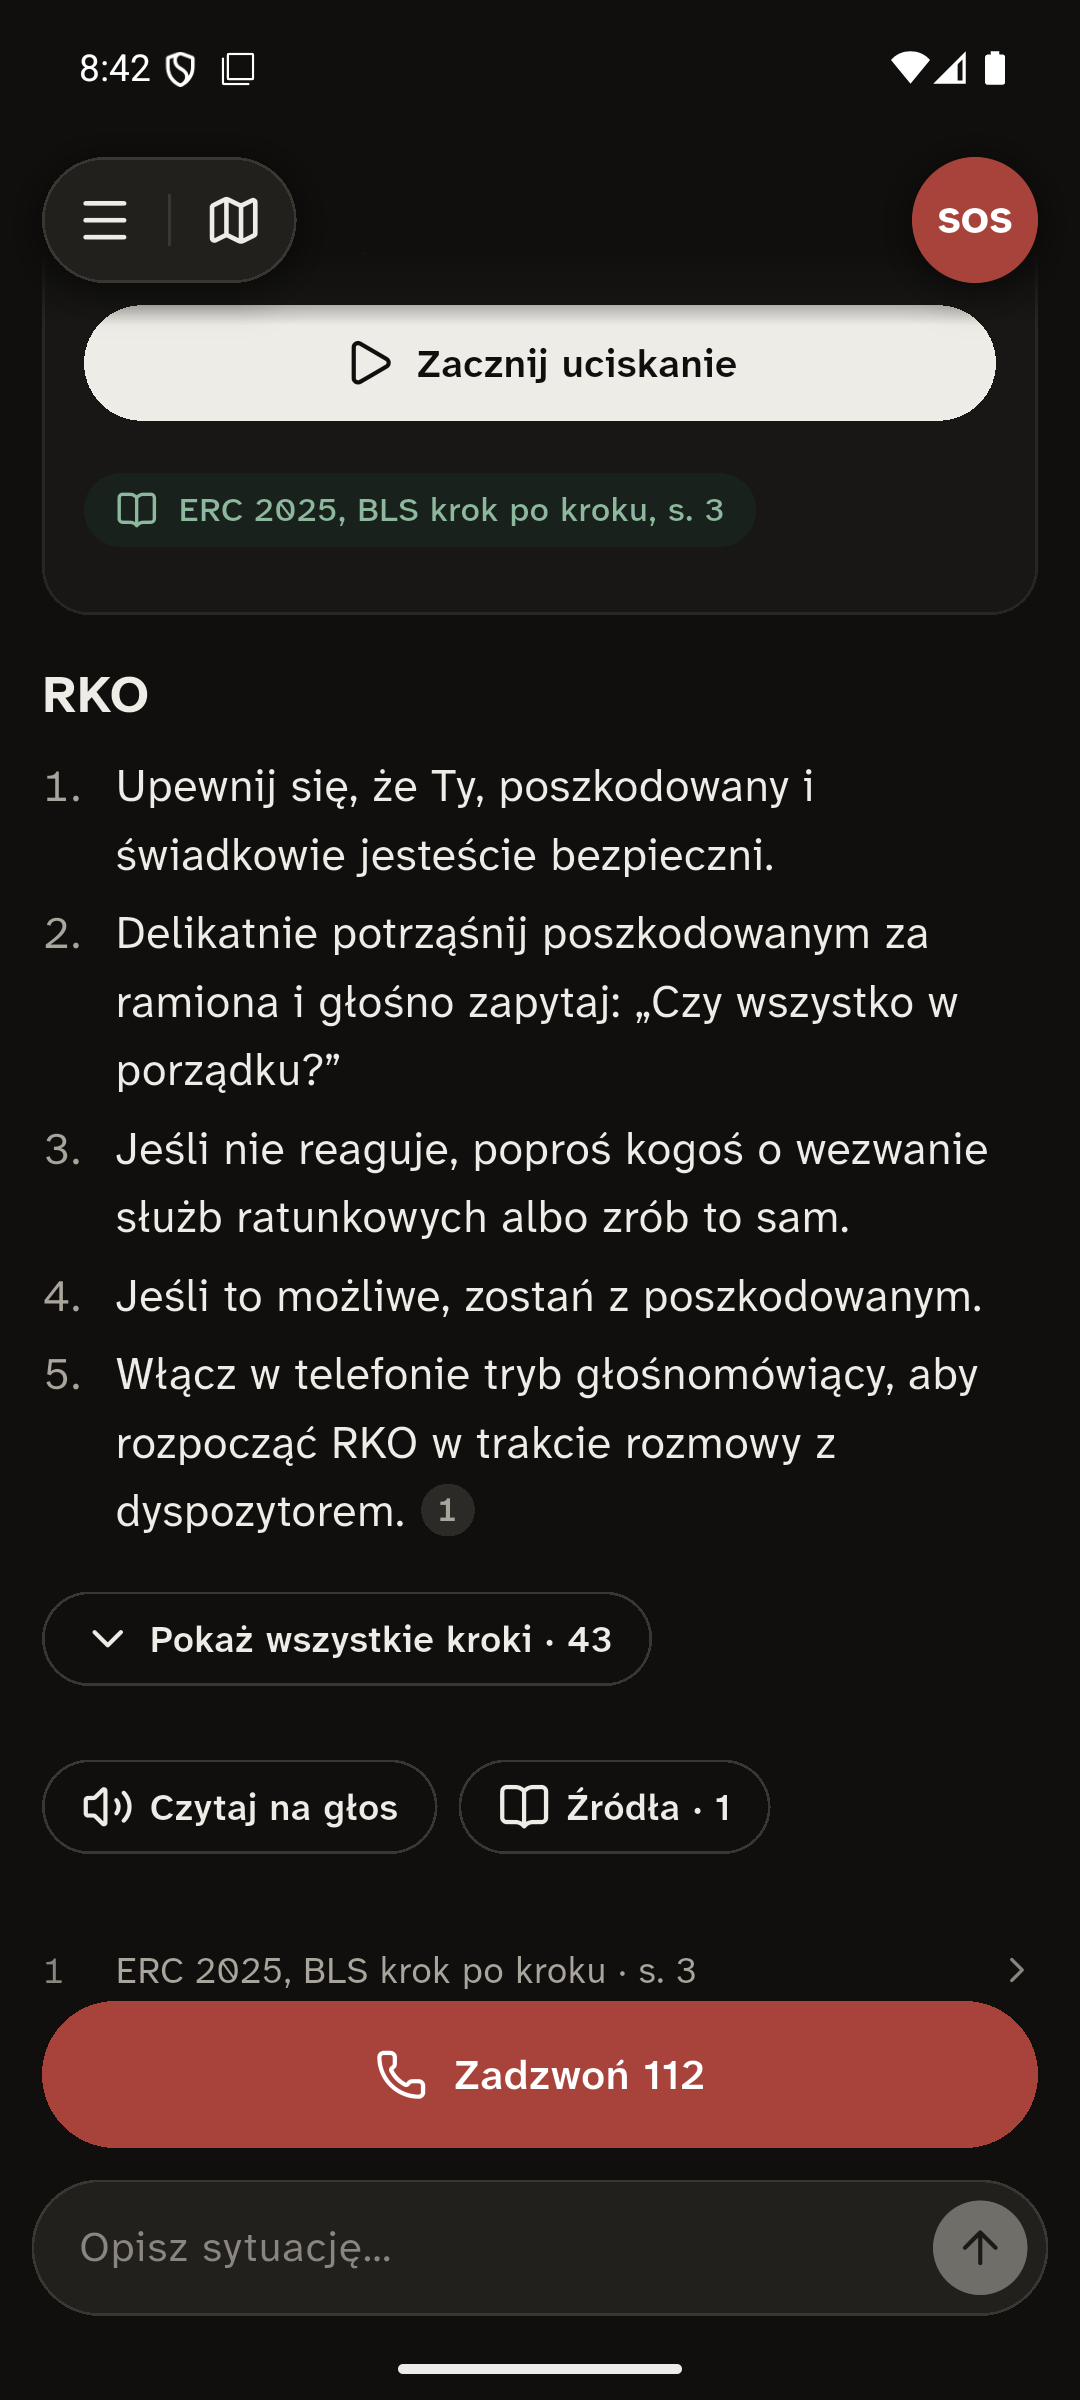 8:42
SOS
Zacznij uciskanie
ERC 2025, BLS krok po kroku, s. 3
RKO
1. Upewnij się, że Ty, poszkodowany i
świadkowie jesteście bezpieczni.
2. Delikatnie potrząśnij poszkodowanym za
ramiona i głośno zapytaj: „Czy wszystko w
porządku?”
3. Jeśli nie reaguje, poproś kogoś o wezwanie
służb ratunkowych albo zrób to sam.
4. Jeśli to możliwe, zostań z poszkodowanym.
5. Włącz w telefonie tryb głośnomówiący, aby
rozpocząć RKO w trakcie rozmowy z
dyspozytorem. 1
Pokaż wszystkie kroki · 43
Czytaj na głos
Źródła · 1
1 ERC 2025, BLS krok po kroku · s. 3
Zadzwoń 112
Opisz sytuację...